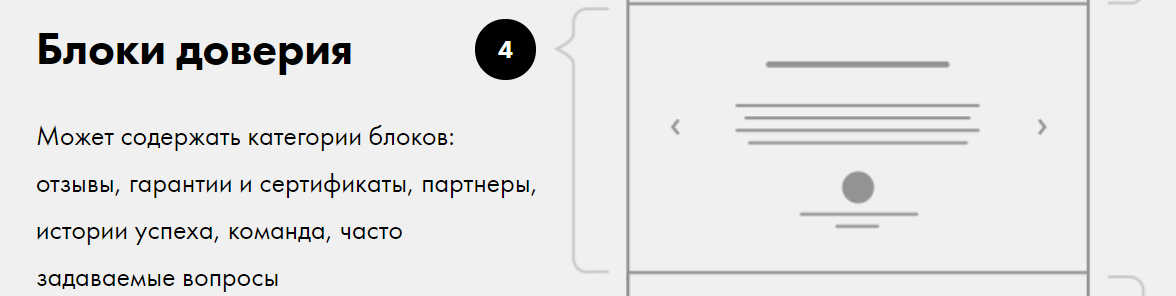 Блоки доверия
4
Может содержать категории блоков:
отзывы, гарантии и сертификаты, партнеры,
истории успеха, команда, часто
задаваемые вопросы